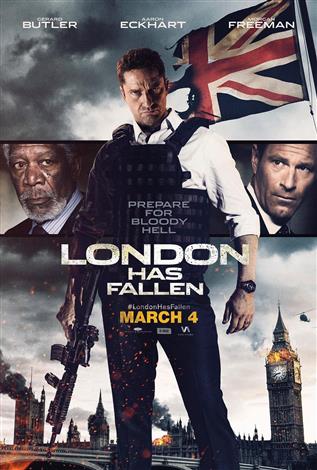 GERARD BUTLER
AARON ECKHART
MORGAN FREEMAN
PREPARE FOR BLOODY HELL
LONDON
HAS
FALLEN
#LondonHasFallen
MARCH 4